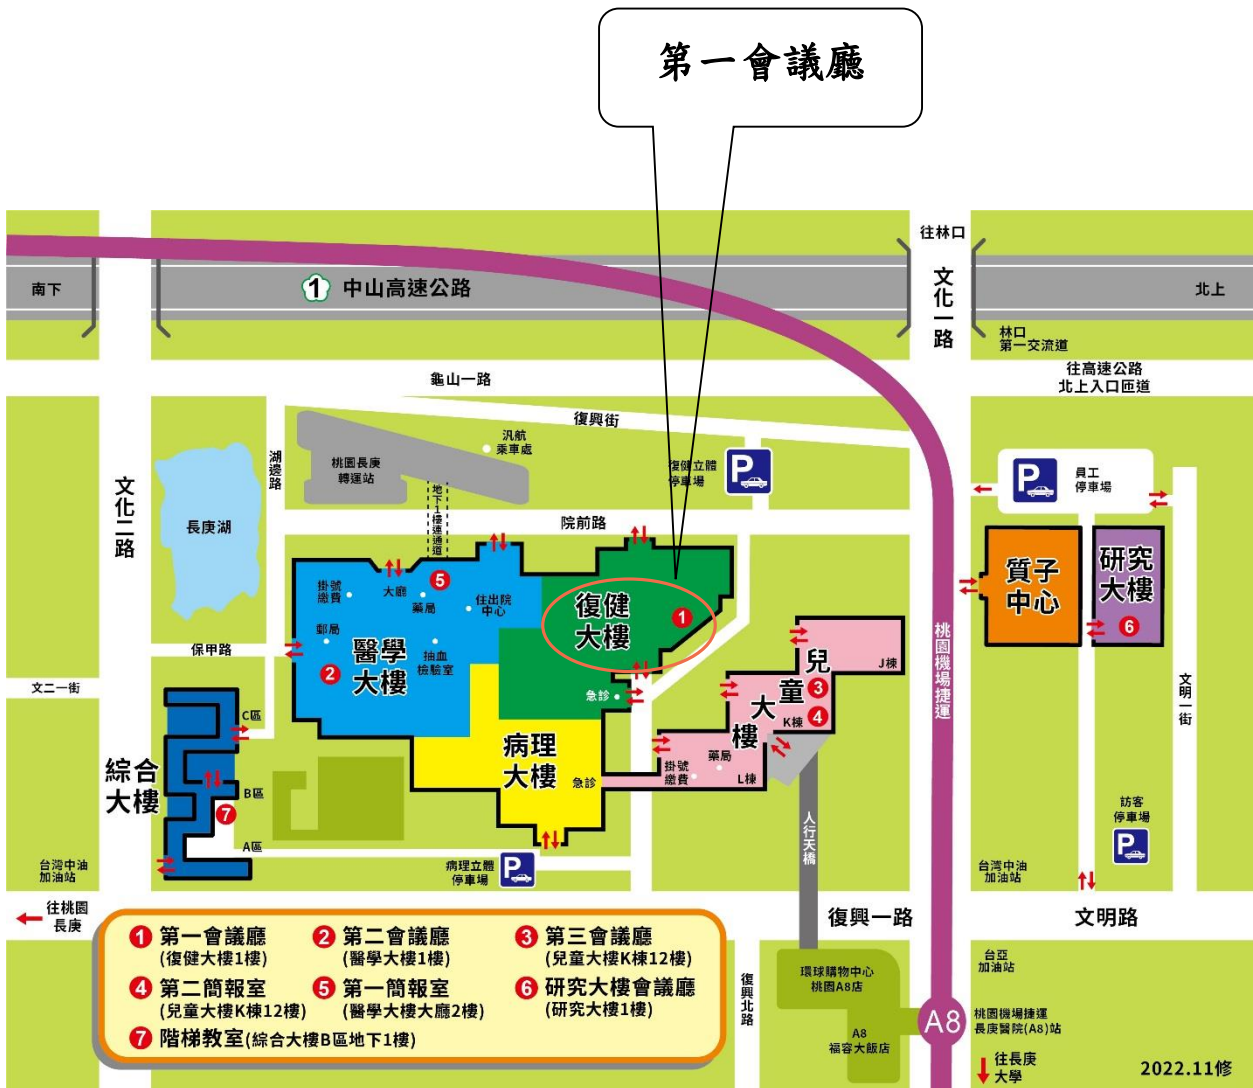 第一會議廳
往林口
文化一路
南下
1
中山高速公路
北上
林口
第一交流道
往高速公路
北上入口匝道
龜山一路
復興街
汎航
乘車處
桃園長庚
轉運站
湖邊路
地下1樓連通道
復健立體
停車場
P
P
員工
停車場
文化二路
長庚湖
院前路
掛號
繳費
大廳
5
藥局
住出院
中心
復健
大樓
1
質子
中心
研究
大樓
6
郵局
醫學
大樓
2
抽血
檢驗室
保甲路
文二一街
急診
兒童大樓
J棟
3
4
K棟
桃園機場捷運
文明一街
C區
綜合
大樓
B區
7
A區
病理
大樓
急診
掛號
繳費
藥局
L棟
人行天橋
訪客
停車場
P
台灣中油
加油站
病理立體
停車場
P
台灣中油
加油站
往桃園
長庚
復興一路
文明路
1 第一會議廳
(復健大樓1樓)
2 第二會議廳
(醫學大樓1樓)
3 第三會議廳
(兒童大樓K棟12樓)
4 第二簡報室
(兒童大樓K棟12樓)
5 第一簡報室
(醫學大樓大廳2樓)
6 研究大樓會議廳
(研究大樓1樓)
7 階梯教室(綜合大樓B區地下1樓)
復興北路
環球購物中心
桃園A8店
A8
福容大飯店
A8
台亞
加油站
桃園機場捷運
長庚醫院(A8)站
往長庚
大學
2022.11修